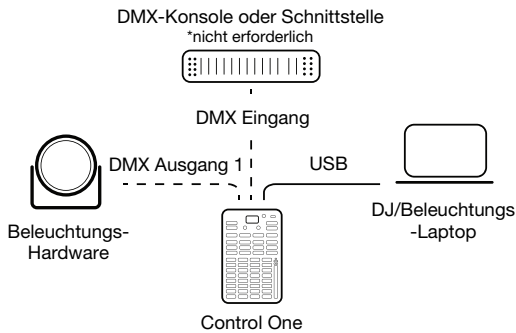 DMX-Konsole oder Schnittstelle
*nicht erforderlich
DMX Eingang
DMX Ausgang 1
USB
Beleuchtungs-
Hardware
DJ/Beleuchtungs
-Laptop
Control One